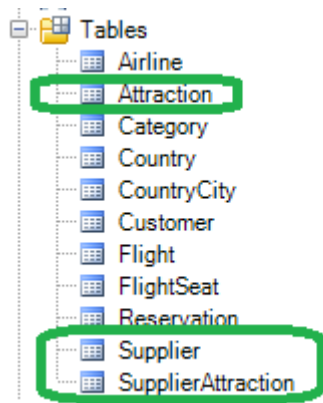 Tables
Airline
Attraction
Category
Country
CountryCity
Customer
Flight
FlightSeat
Reservation
Supplier
SupplierAttraction